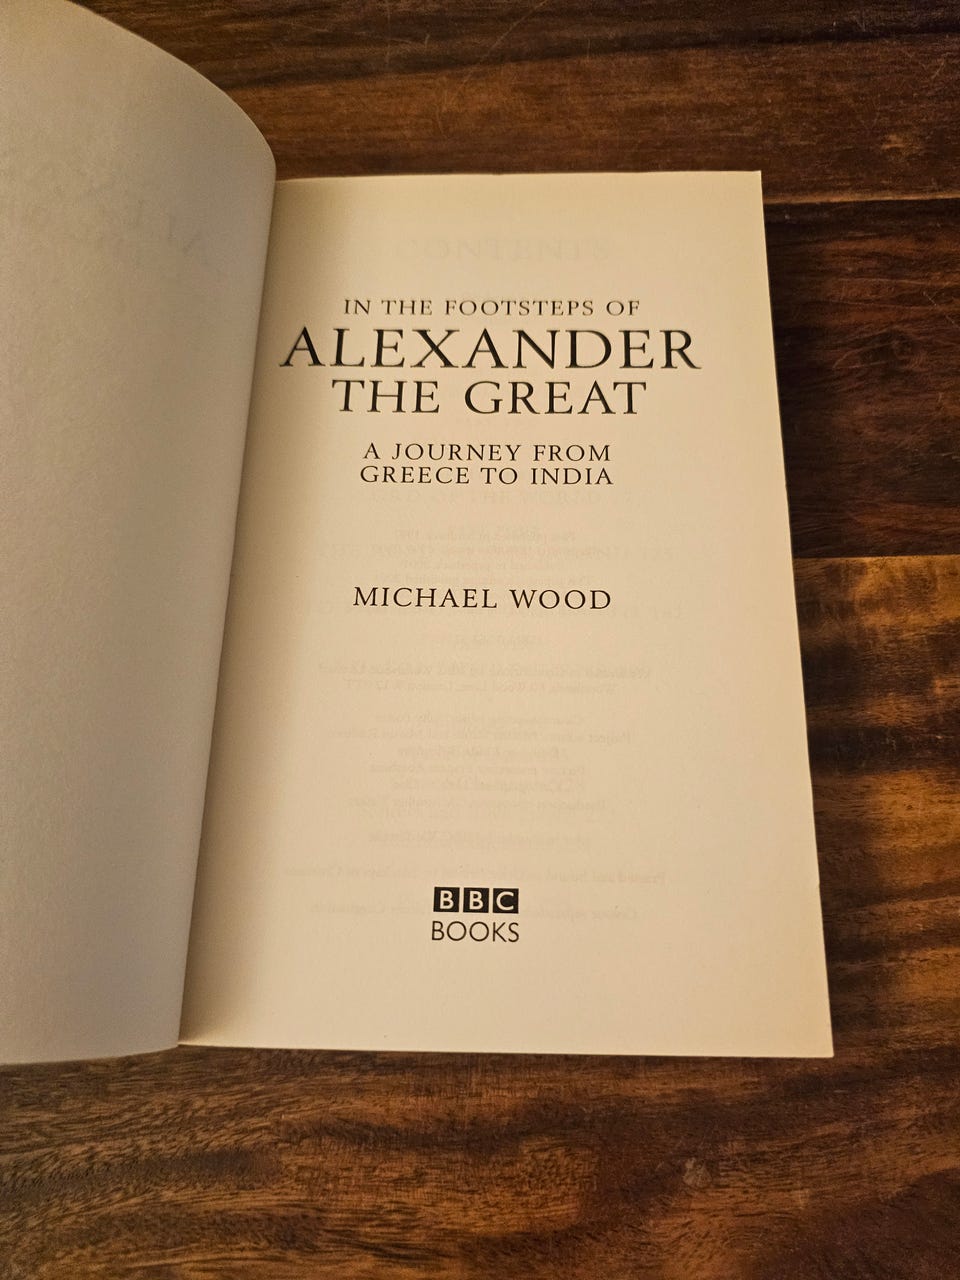 IN THE FOOTSTEPS OF
ALEXANDER
THE GREAT
A JOURNEY FROM
GREECE TO INDIA
MICHAEL WOOD
BBC
BOOKS